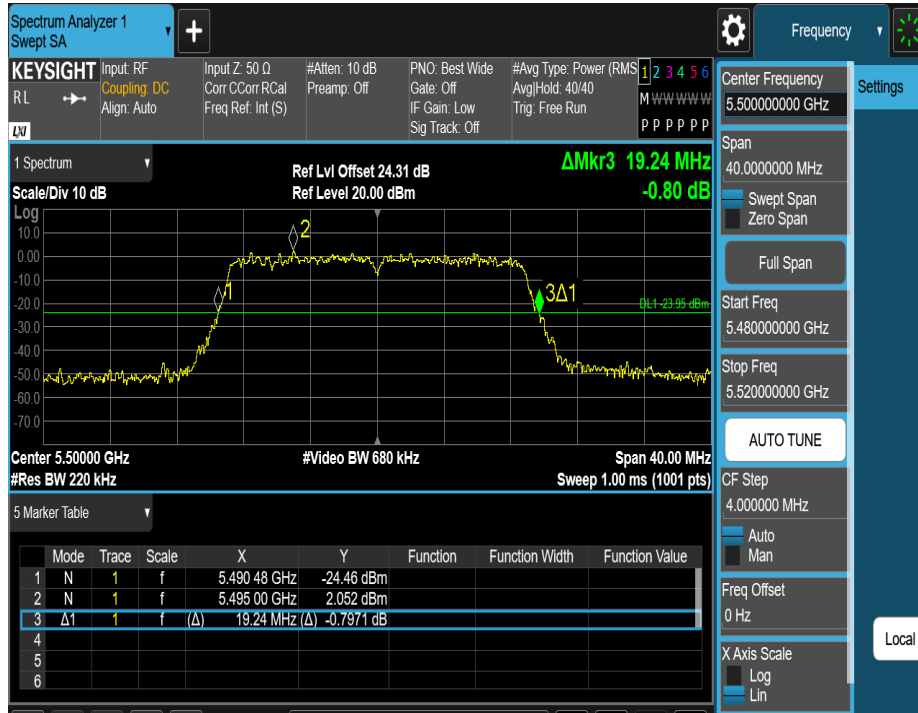 Spectrum Analyzer 1
Swept SA
+
Frequency
KEYSIGHT
RL
LXI
Input: RF
Coupling: DC
Align: Auto
Input Z: 50 Ω
Corr CCorr RCal
Freq Ref: Int (S)
#Atten: 10 dB
Preamp: Off
PNO: Best Wide
Gate: Off
IF Gain: Low
Sig Track: Off
#Avg Type: Power (RMS
Avg|Hold: 40/40
Trig: Free Run
1 2 3 4 5 6
M W W W W W
P P P P P P
1 Spectrum
Scale/Div 10 dB
Ref Lvl Offset 24.31 dB
Ref Level 20.00 dBm
ΔMkr3 19.24 MHz
-0.80 dB
Log
10.0
0.00
-10.0
-20.0
-30.0
-40.0
-50.0
-60.0
-70.0
2
1
3Δ1
DL1 -23.95 dBm
Center 5.50000 GHz
#Res BW 220 kHz
#Video BW 680 kHz
Span 40.00 MHz
Sweep 1.00 ms (1001 pts)
5 Marker Table
Mode Trace Scale X Y Function Function Width Function Value
1 N 1 f 5.490 48 GHz -24.46 dBm
2 N 1 f 5.495 00 GHz 2.052 dBm
3 Δ1 1 f (Δ) 19.24 MHz (Δ) -0.7971 dB
4
5
6
Center Frequency
5.50000000 GHz
Span
40.0000000 MHz
Swept Span
Zero Span
Full Span
Start Freq
5.480000000 GHz
Stop Freq
5.520000000 GHz
AUTO TUNE
CF Step
4.000000 MHz
Auto
Man
Freq Offset
0 Hz
X Axis Scale
Log
Lin
Settings
Local